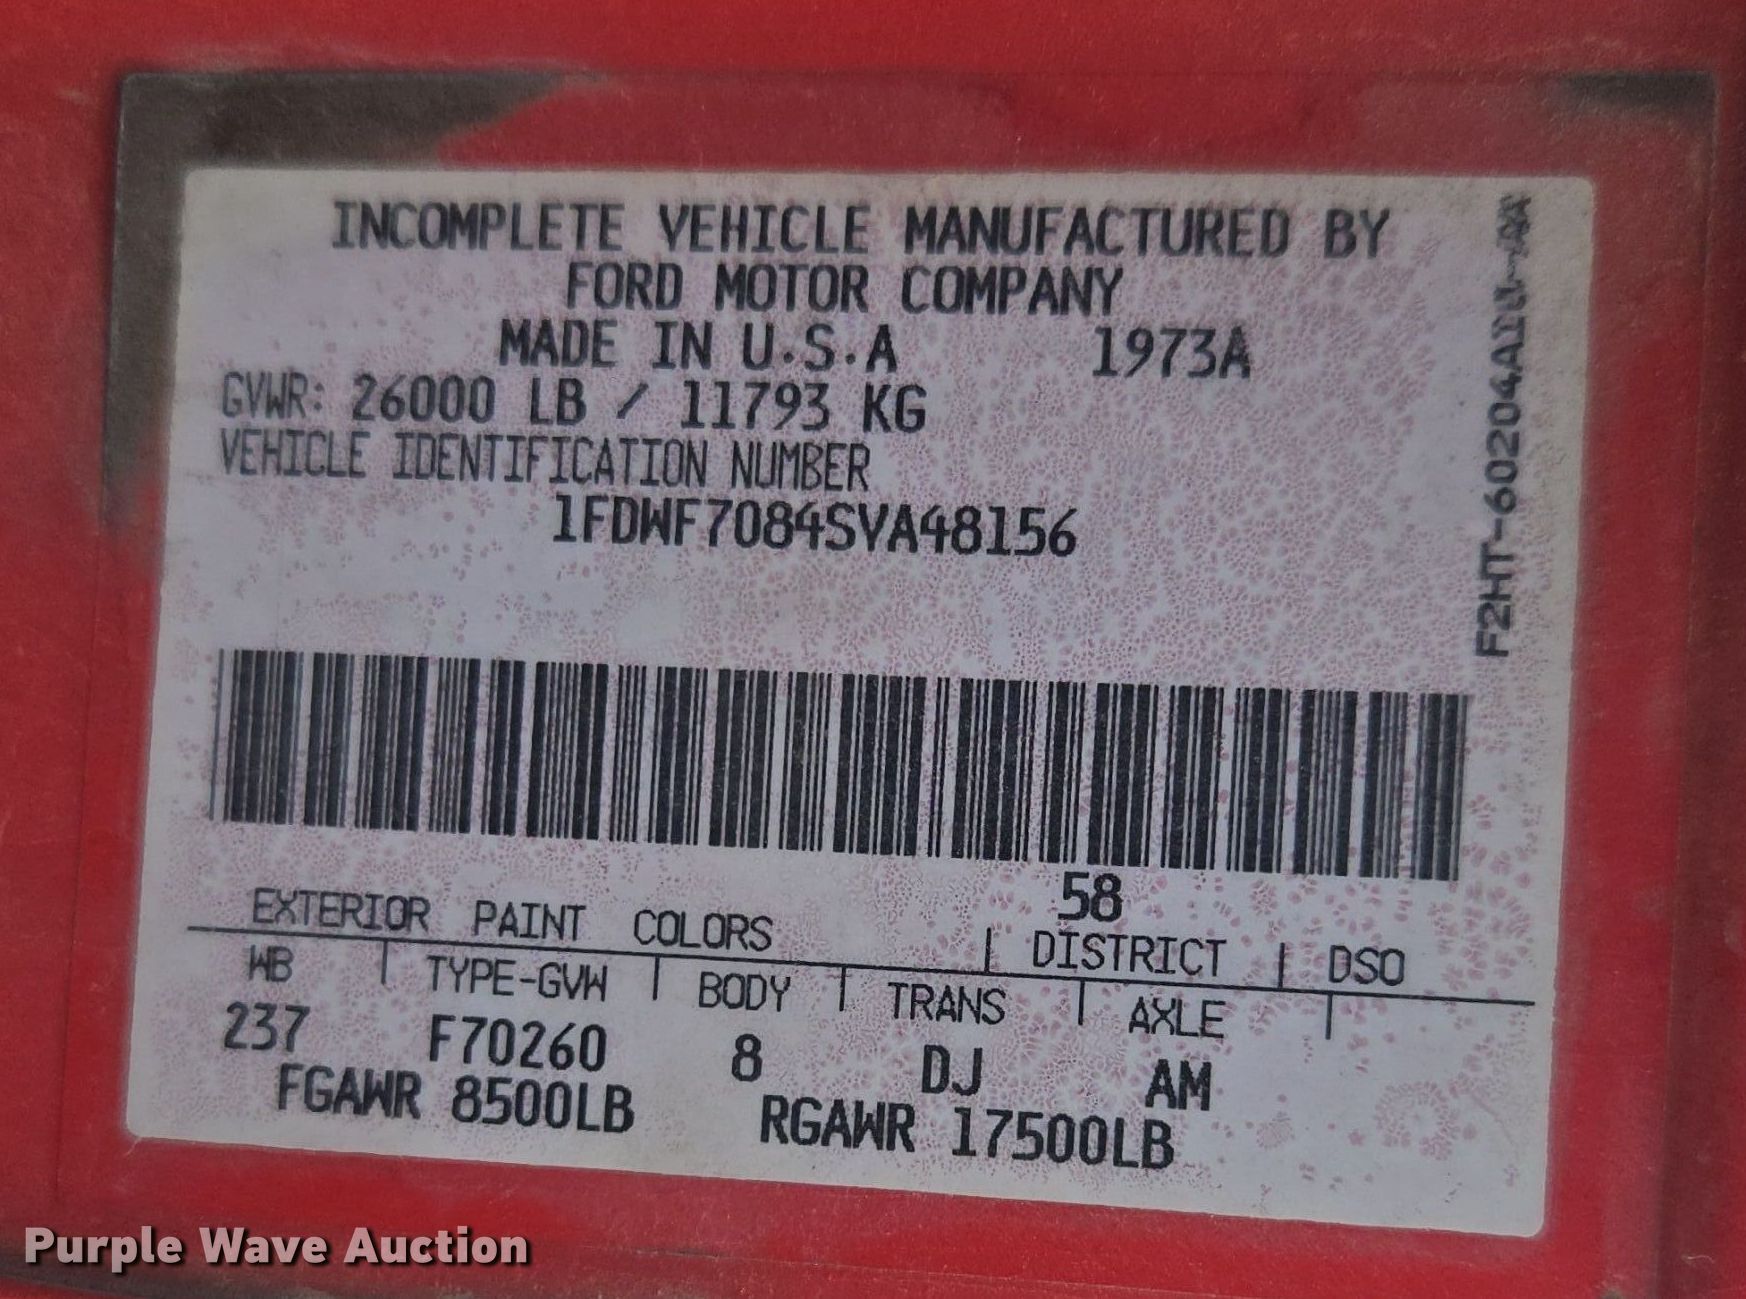 INCOMPLETE VEHICLE MANUFACTURED BY
FORD MOTOR COMPANY
MADE IN U.S.A 1973A
GVWR: 26000 LB / 11793 KG
VEHICLE IDENTIFICATION NUMBER
1FDWF7084SVA48156
58
EXTERIOR PAINT COLORS | DISTRICT | DSO
WB | TYPE-GVW | BODY | TRANS | AXLE |
237 F70260 8 DJ AM
FGAWR 8500LB RGAWR 17500LB
Purple Wave Auction